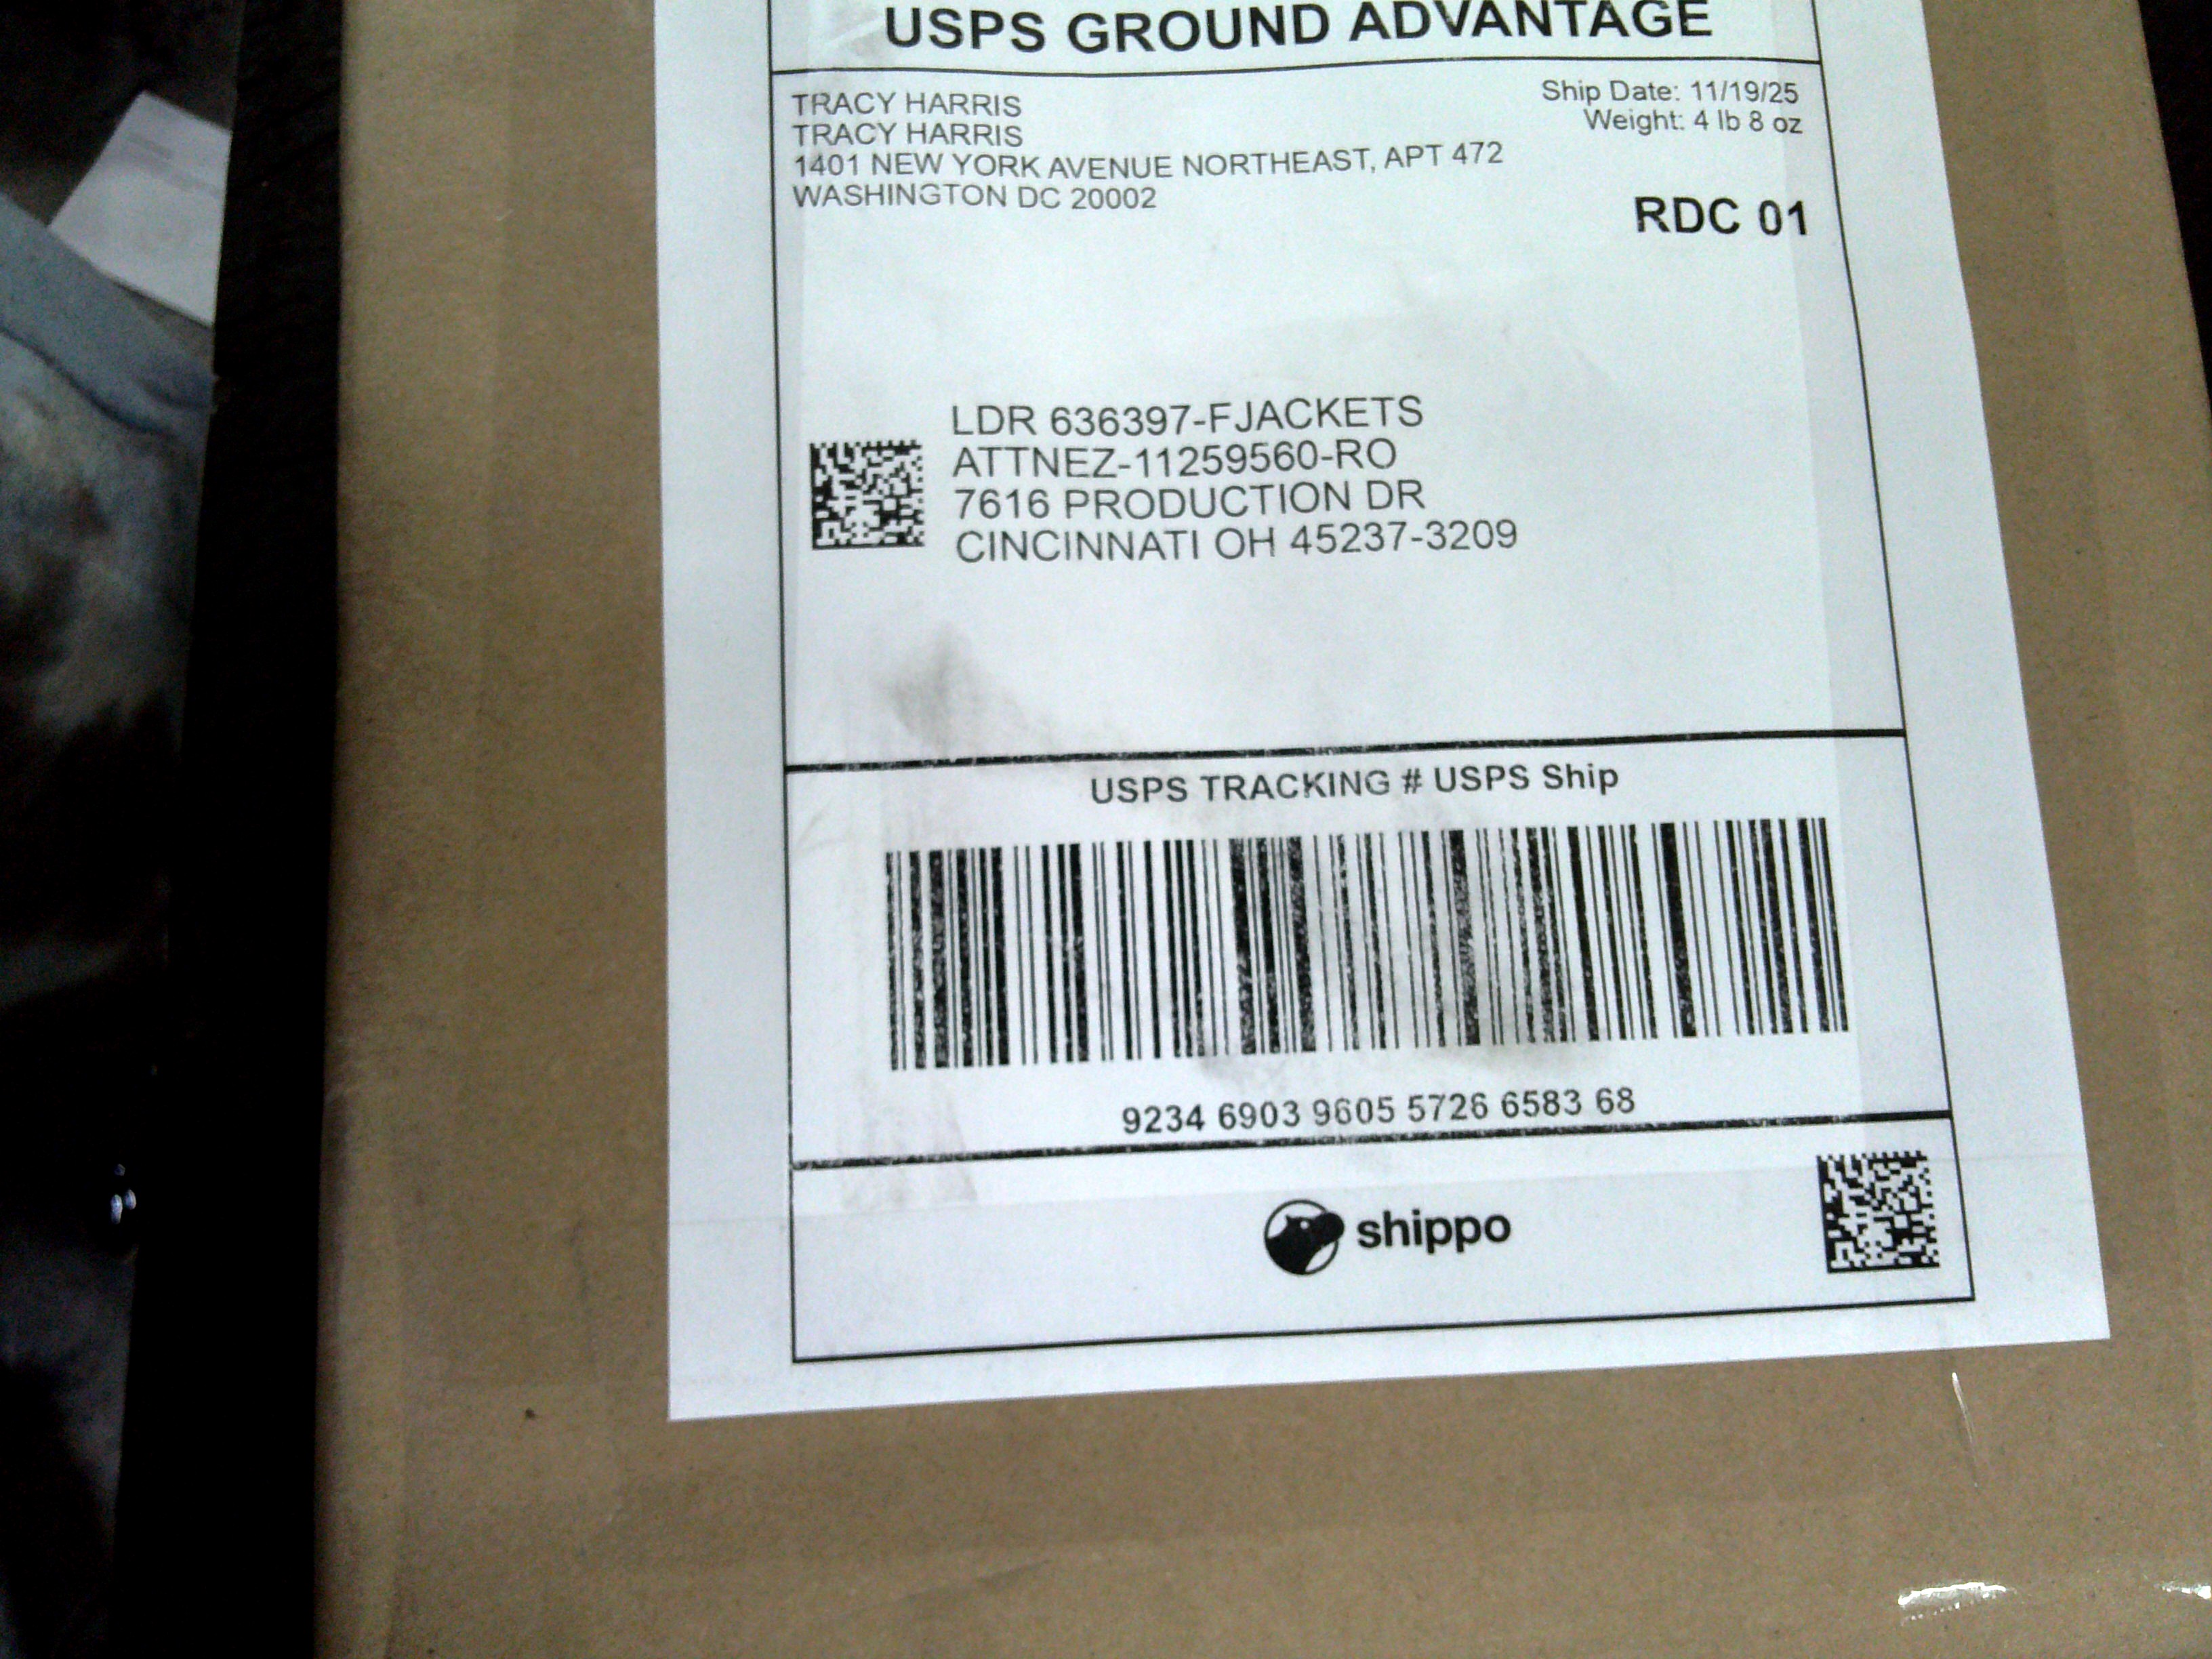 USPS GROUND ADVANTAGE
TRACY HARRIS
TRACY HARRIS
1401 NEW YORK AVENUE NORTHEAST, APT 472
WASHINGTON DC 20002
Ship Date: 11/19/25
Weight: 4 lb 8 oz
RDC 01
LDR 636397-FJACKETS
ATTNEZ-11259560-RO
7616 PRODUCTION DR
CINCINNATI OH 45237-3209
USPS TRACKING # USPS Ship
9234 6903 9605 5726 6583 68
shippo